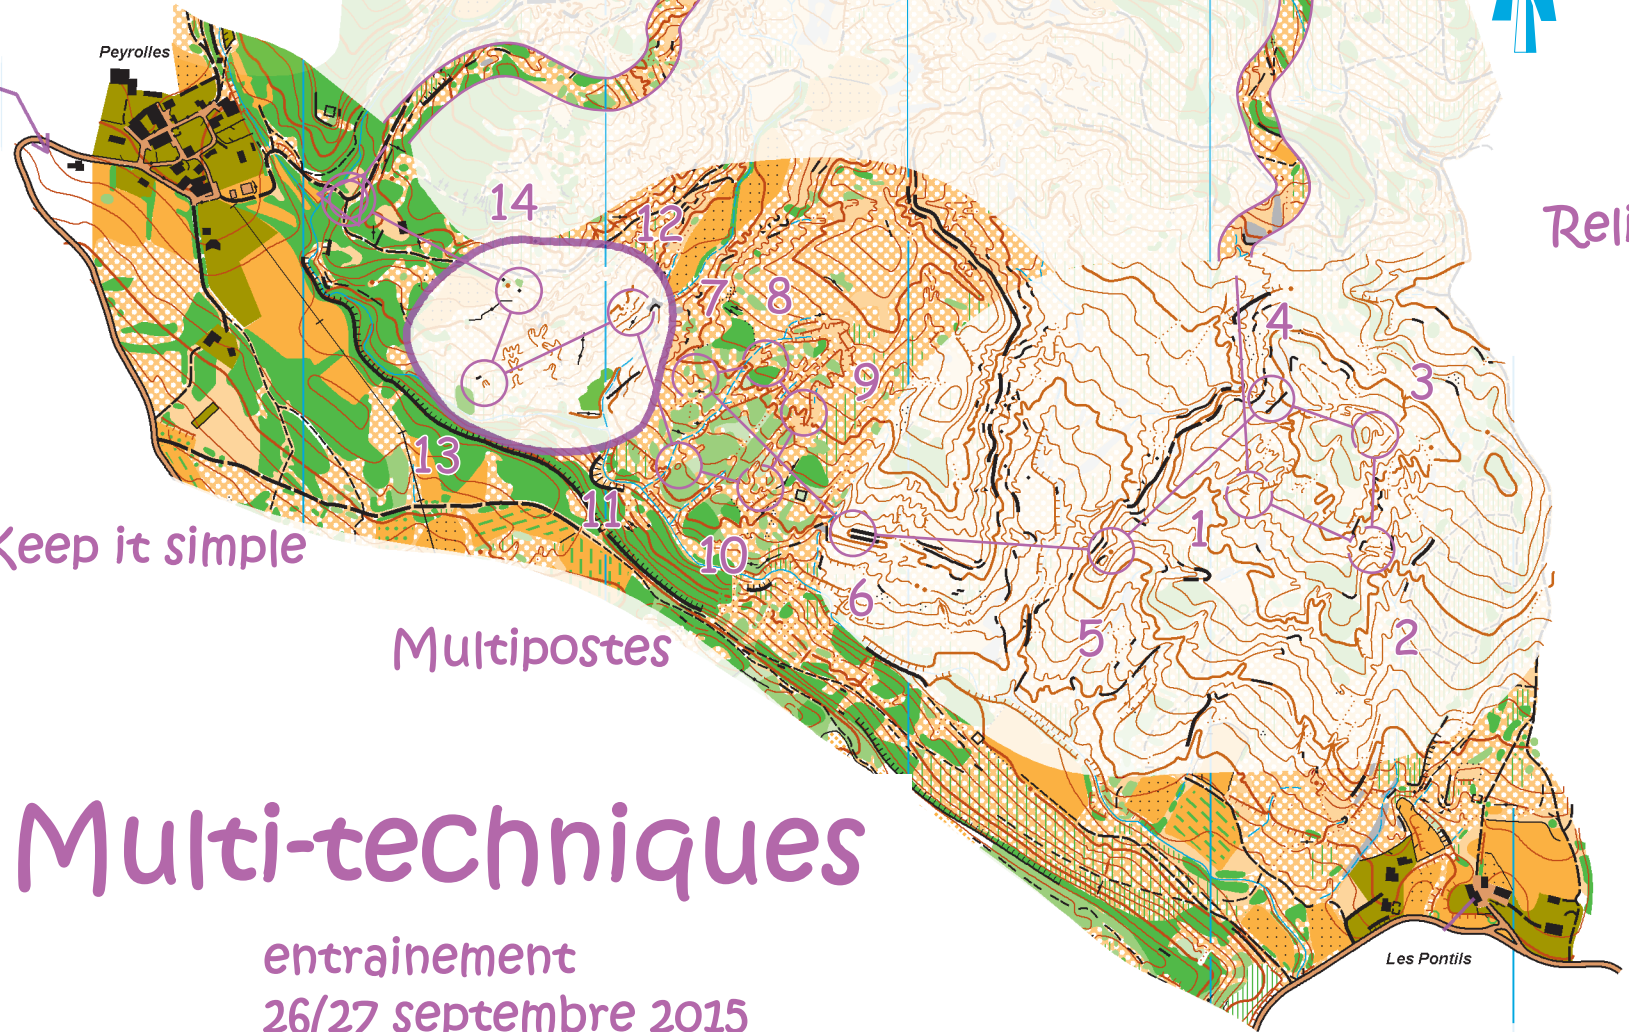 Peyrolles
14
12
Reli
7
8
4
9
3
13
11
1
Keep it simple
10
6
5
2
Multipostes
Multi-techniques
entrainement
Les Pontils
26/27 septembre 2015